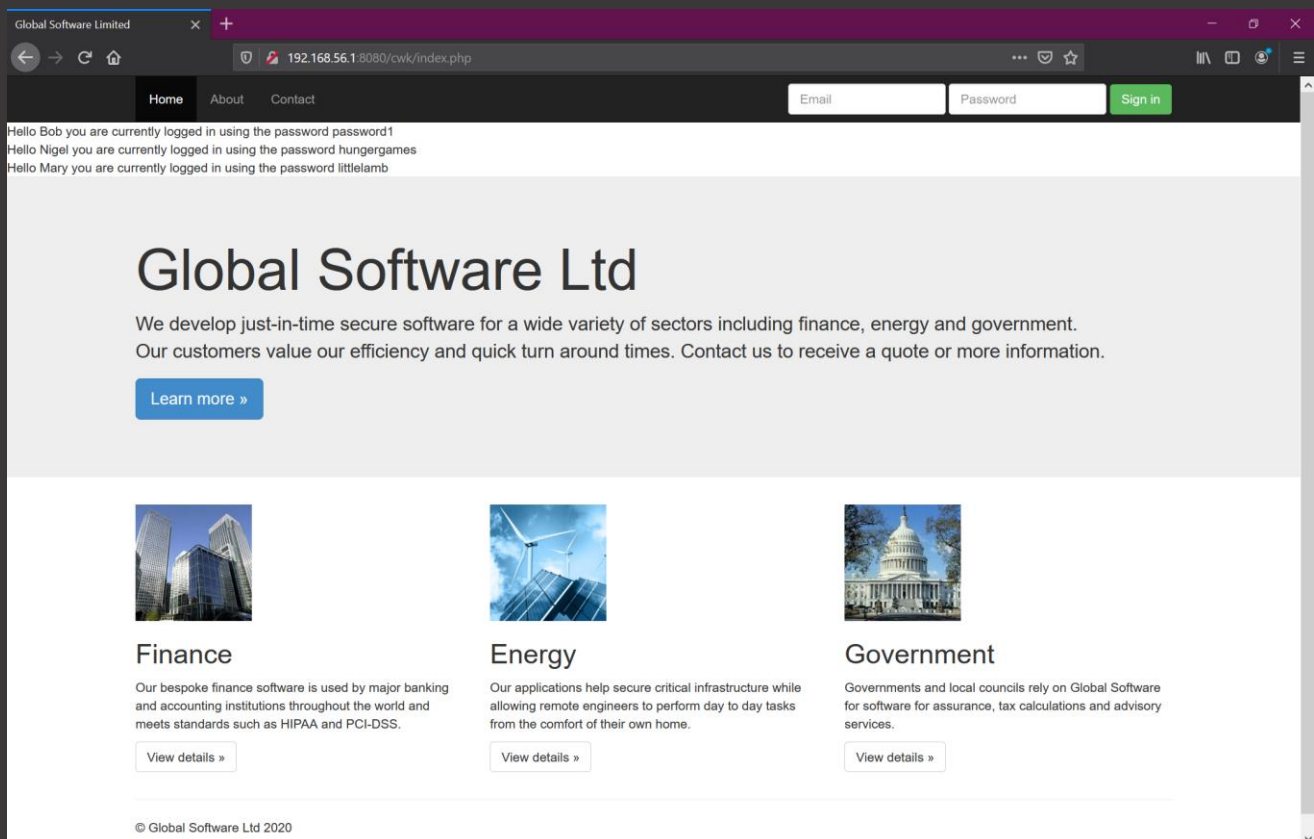 Global Software Limited
192.168.56.1:8080/cwk/index.php
Home About Contact Email Password Sign in
Hello Bob you are currently logged in using the password password1
Hello Nigel you are currently logged in using the password hungergames
Hello Mary you are currently logged in using the password littlelamb
Global Software Ltd
We develop just-in-time secure software for a wide variety of sectors including finance, energy and government.
Our customers value our efficiency and quick turn around times. Contact us to receive a quote or more information.
Learn more »
Finance
Our bespoke finance software is used by major banking
and accounting institutions throughout the world and
meets standards such as HIPAA and PCI-DSS.
View details »
Energy
Our applications help secure critical infrastructure while
allowing remote engineers to perform day to day tasks
from the comfort of their own home.
View details »
Government
Governments and local councils rely on Global Software
for software for assurance, tax calculations and advisory
services.
View details »
© Global Software Ltd 2020